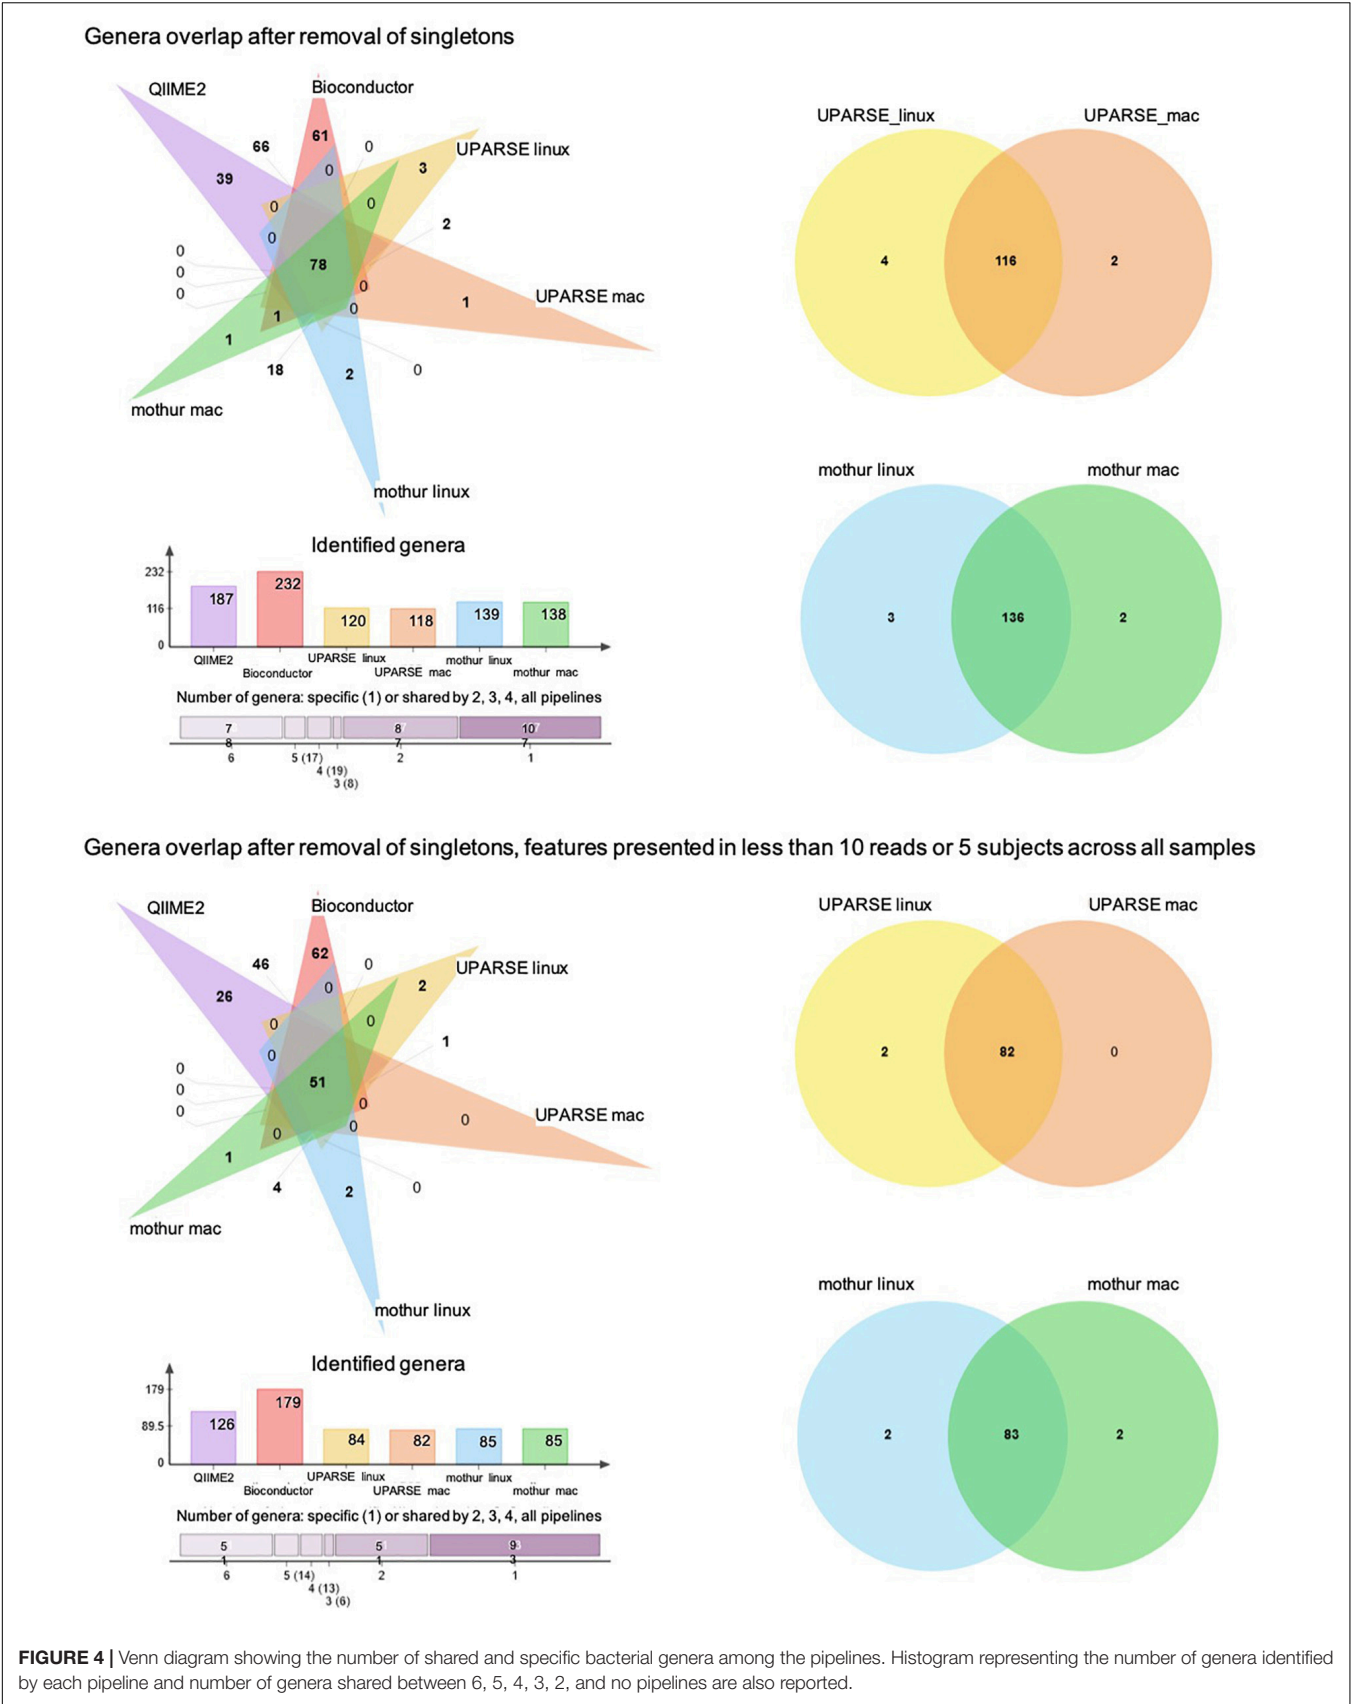 Genera overlap after removal of singletons
QIIME2
Bioconductor
UPARSE linux
UPARSE mac
mothur linux
mothur mac
61
66
0
39
0
3
0
0
2
0
0
78
0
0
0
0
1
1
0
1
18
2
0
UPARSE_linux
UPARSE_mac
4
116
2
mothur linux
mothur mac
3
136
2
Identified genera
232
116
0
187
232
120
118
139
138
QIIME2
Bioconductor
UPARSE linux
UPARSE mac
mothur linux
mothur mac
Number of genera: specific (1) or shared by 2, 3, 4, all pipelines
78
87
107
6
5 (17)
4 (19)
3 (8)
2
1
Genera overlap after removal of singletons, features presented in less than 10 reads or 5 subjects across all samples
QIIME2
Bioconductor
UPARSE linux
UPARSE mac
mothur linux
mothur mac
62
46
0
26
0
2
0
0
1
0
0
51
0
0
0
0
0
0
0
1
4
2
0
UPARSE linux
UPARSE mac
2
82
0
mothur linux
mothur mac
2
83
2
Identified genera
179
89.5
0
126
179
84
82
85
85
QIIME2
Bioconductor
UPARSE linux
UPARSE mac
mothur linux
mothur mac
Number of genera: specific (1) or shared by 2, 3, 4, all pipelines
51
51
93
6
5 (14)
4 (13)
3 (6)
2
1
FIGURE 4 | Venn diagram showing the number of shared and specific bacterial genera among the pipelines. Histogram representing the number of genera identified
by each pipeline and number of genera shared between 6, 5, 4, 3, 2, and no pipelines are also reported.